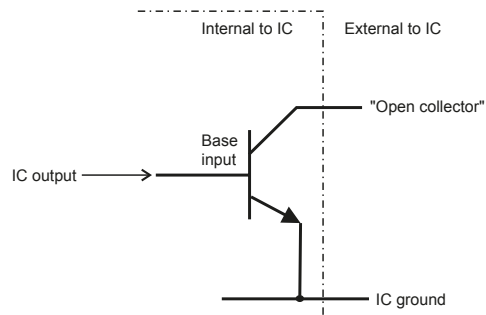 Internal to IC
External to IC
"Open collector"
Base
input
IC output
IC ground